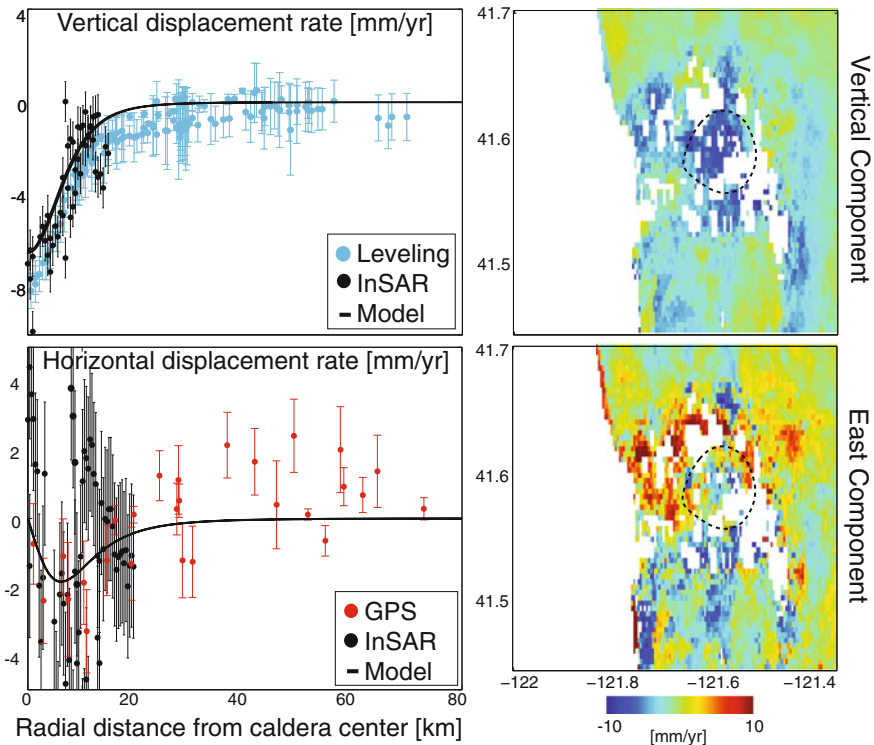 Vertical displacement rate [mm/yr]
4
0
-4
-8
Leveling
InSAR
Model
41.7
41.6
41.5
Vertical Component
Horizontal displacement rate [mm/yr]
4
2
0
-2
-4
GPS
InSAR
Model
0
20
40
60
80
Radial distance from caldera center [km]
41.7
41.6
41.5
East Component
-122
-121.8
-121.6
-121.4
-10
10
[mm/yr]